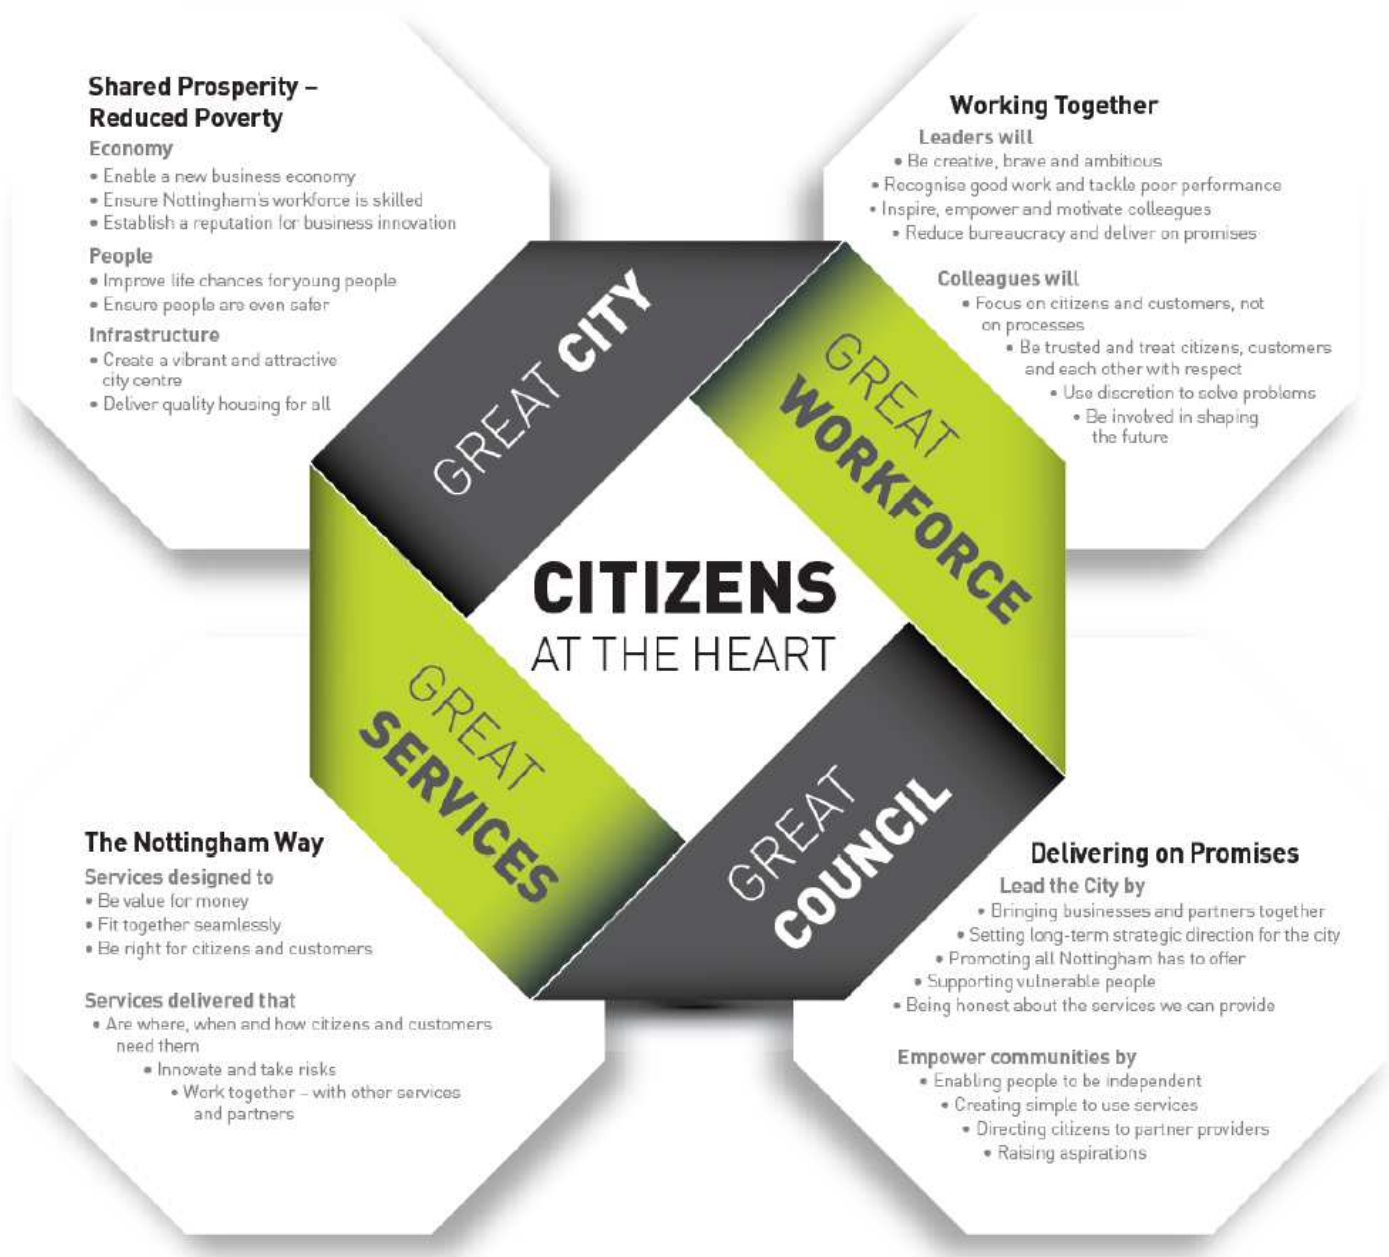 Shared Prosperity –
Reduced Poverty
Economy
• Enable a new business economy
• Ensure Nottingham's workforce is skilled
• Establish a reputation for business innovation
People
• Improve life chances for young people
• Ensure people are even safer
Infrastructure
• Create a vibrant and attractive
city centre
• Deliver quality housing for all
Working Together
Leaders will
• Be creative, brave and ambitious
• Recognise good work and tackle poor performance
• Inspire, empower and motivate colleagues
• Reduce bureaucracy and deliver on promises
Colleagues will
• Focus on citizens and customers, not
on processes
• Be trusted and treat citizens, customers
and each other with respect
• Use discretion to solve problems
• Be involved in shaping
the future
GREAT CITY
GREAT
WORKFORCE
CITIZENS
AT THE HEART
GREAT
SERVICES
GREAT
COUNCIL
The Nottingham Way
Services designed to
• Be value for money
• Fit together seamlessly
• Be right for citizens and customers
Services delivered that
• Are where, when and how citizens and customers
need them
• Innovate and take risks
• Work together – with other services
and partners
Delivering on Promises
Lead the City by
• Bringing businesses and partners together
• Setting long-term strategic direction for the city
• Promoting all Nottingham has to offer
• Supporting vulnerable people
• Being honest about the services we can provide
Empower communities by
• Enabling people to be independent
• Creating simple to use services
• Directing citizens to partner providers
• Raising aspirations